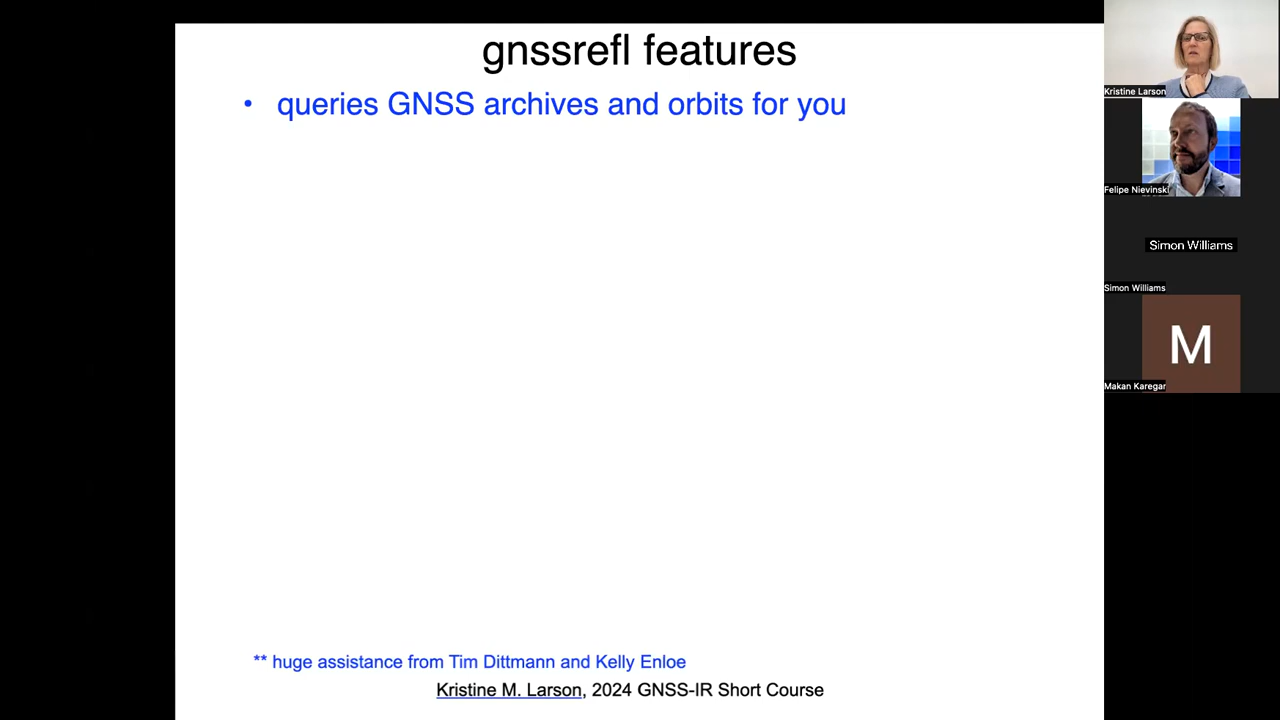 gnssrefl features
• queries GNSS archives and orbits for you
** huge assistance from Tim Dittmann and Kelly Enloe
Kristine M. Larson, 2024 GNSS-IR Short Course
Kristine Larson
Felipe Nievinski
Simon Williams
Simon Williams
M
Makan Karegar